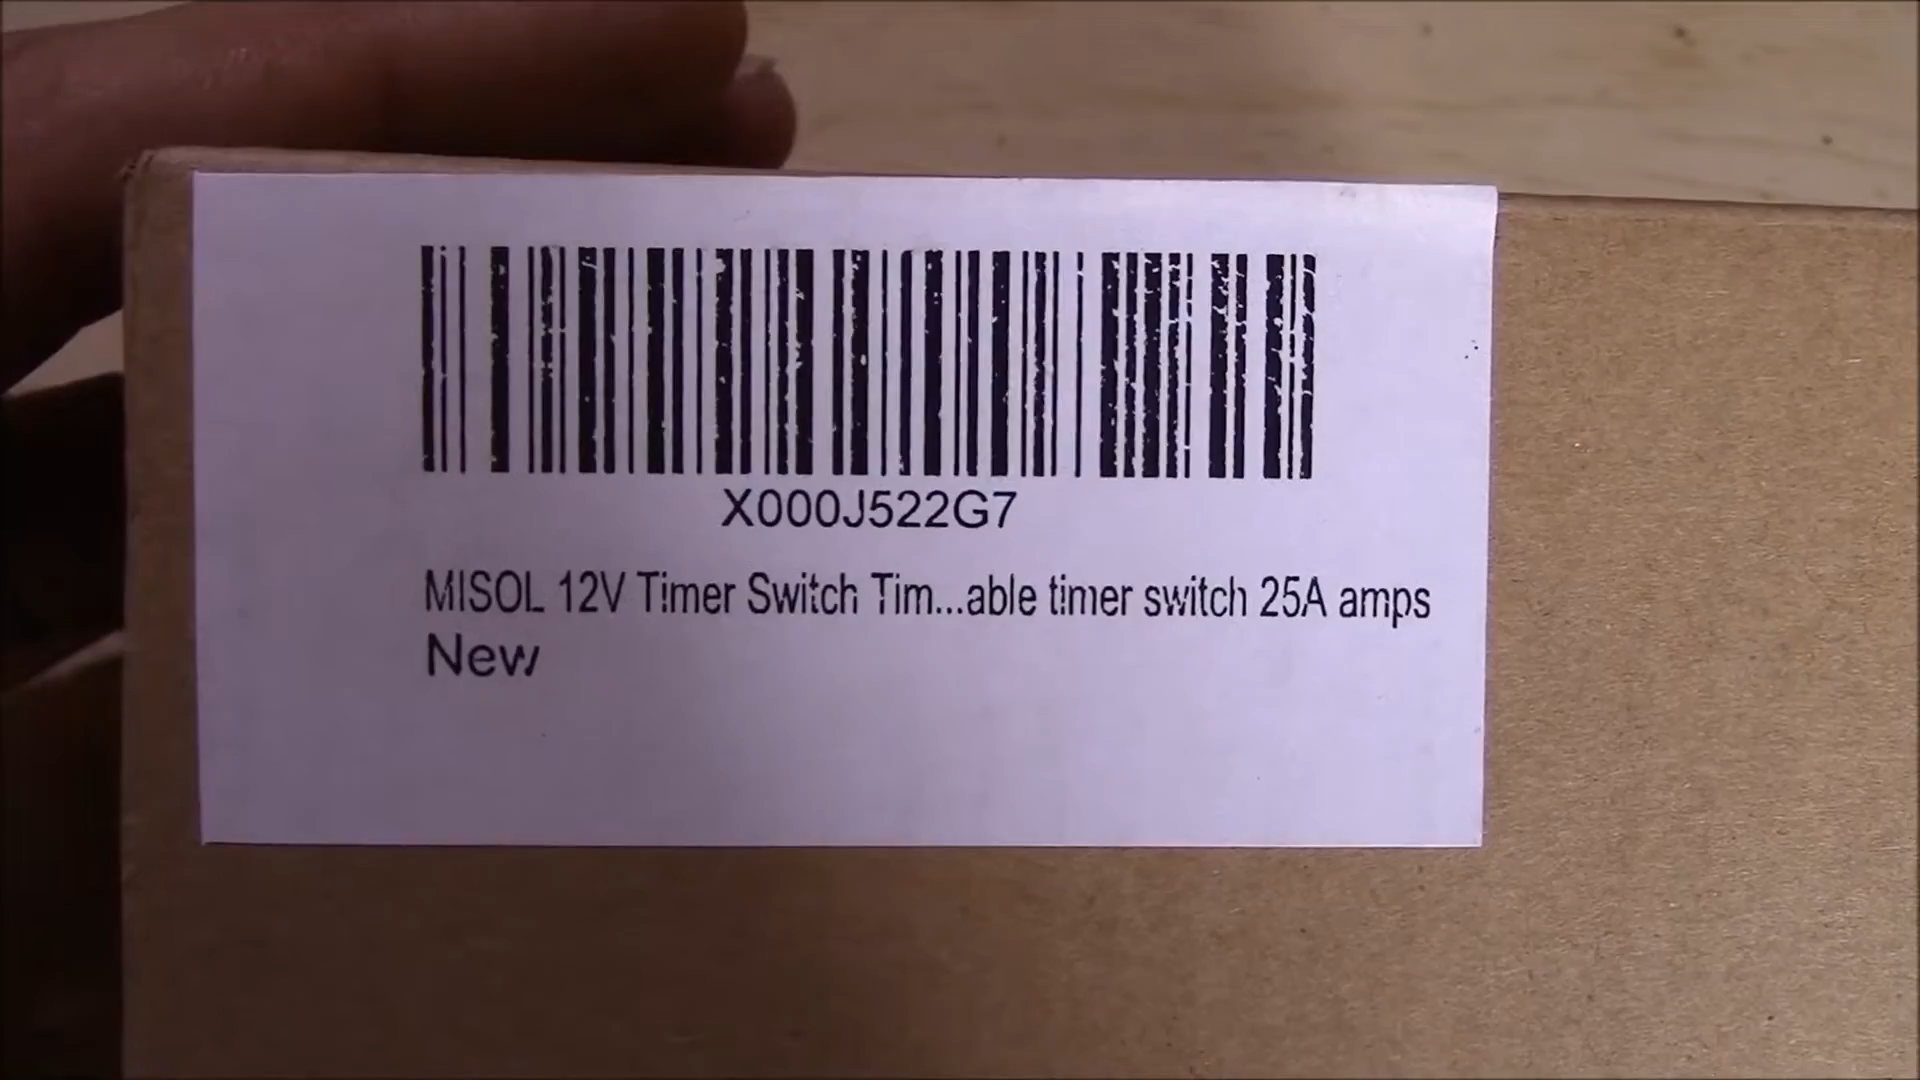 X000J522G7
MISOL 12V Timer Switch Tim...able timer switch 25A amps
New